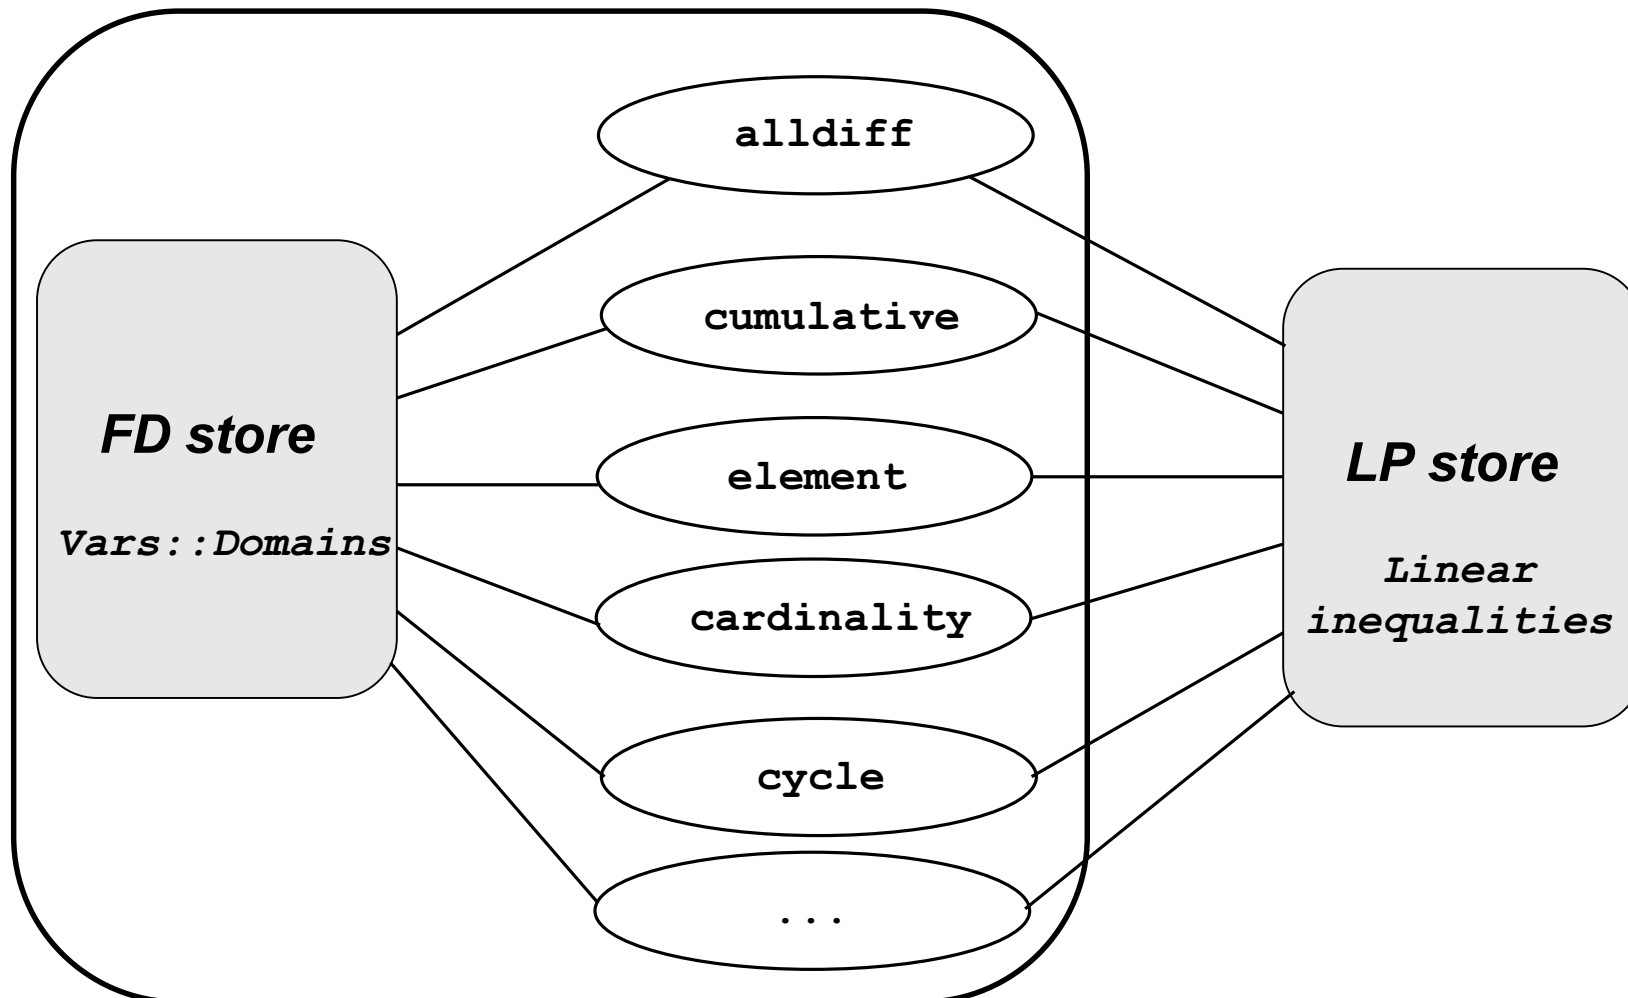 alldiff
cumulative
FD store
element
LP store
Vars::Domains
Linear
inequalities
cardinality
cycle
...